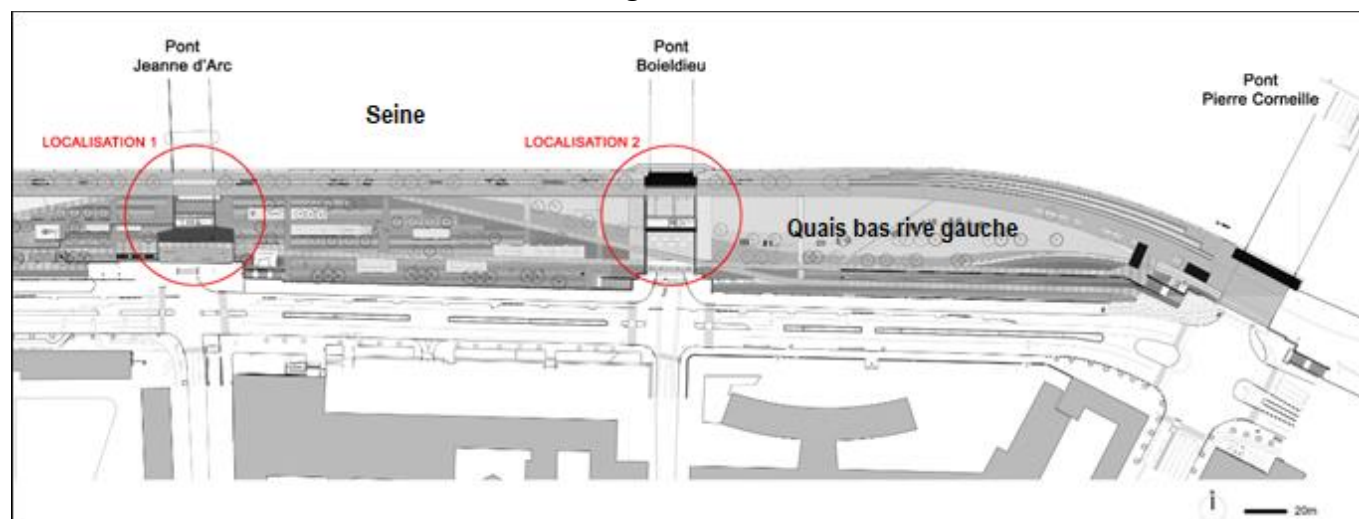 Pont
Jeanne d'Arc
Pont
Boieldieu
Pont
Pierre Corneille
Seine
LOCALISATION 1
LOCALISATION 2
Quais bas rive gauche
20m